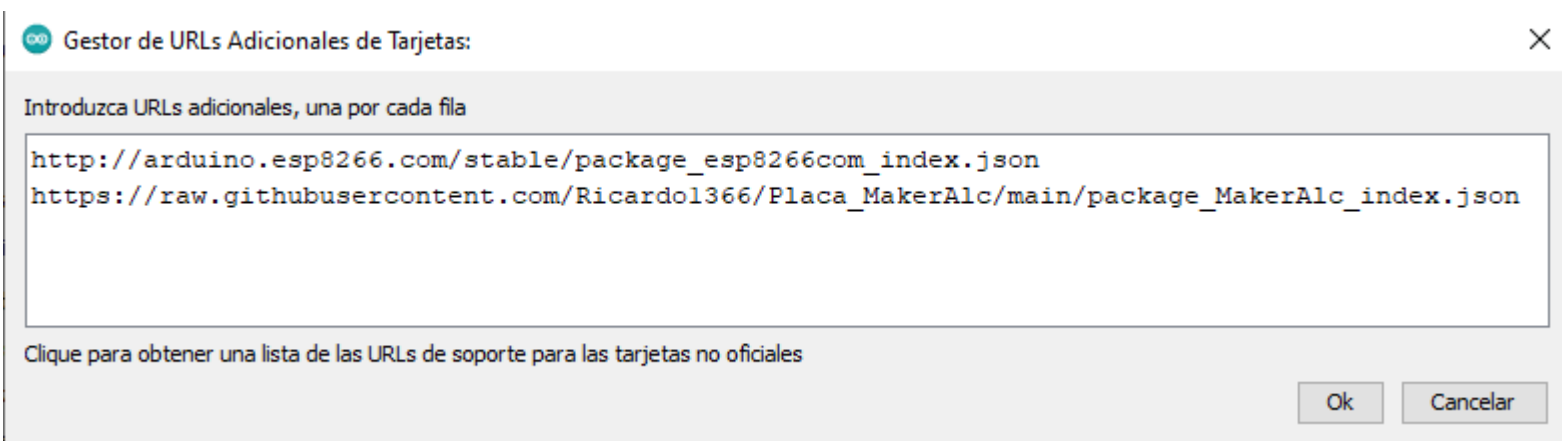 Gestor de URLs Adicionales de Tarjetas:
Introduzca URLs adicionales, una por cada fila
http://arduino.esp8266.com/stable/package_esp8266com_index.json
https://raw.githubusercontent.com/Ricardo1366/Placa_MakerAlc/main/package_MakerAlc_index.json
Clique para obtener una lista de las URLs de soporte para las tarjetas no oficiales
Ok Cancelar